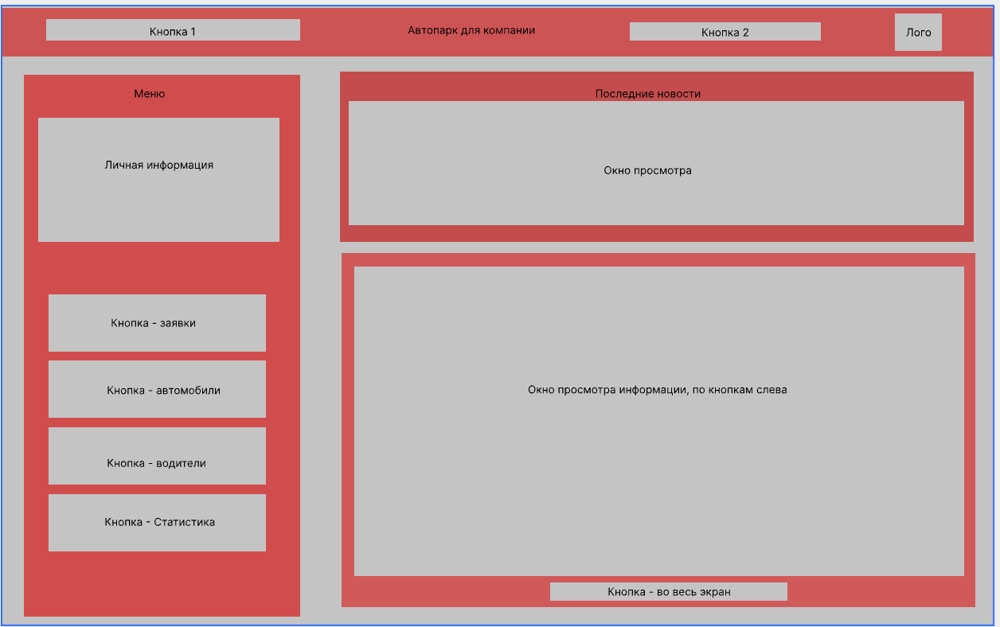 Кнопка 1
Автопарк для компании
Кнопка 2
Лого
Меню
Личная информация
Кнопка - заявки
Кнопка - автомобили
Кнопка - водители
Кнопка - Статистика
Последние новости
Окно просмотра
Окно просмотра информации, по кнопкам слева
Кнопка - во весь экран